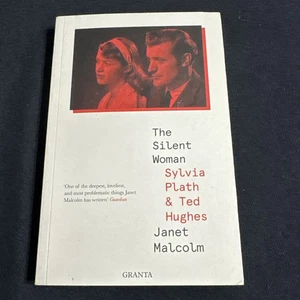 The
Silent
Woman
Sylvia
Plath
& Ted
Hughes
Janet
Malcolm
'One of the deepest, loveliest,
and most problematic things Janet
Malcolm has written' Guardian
GRANTA